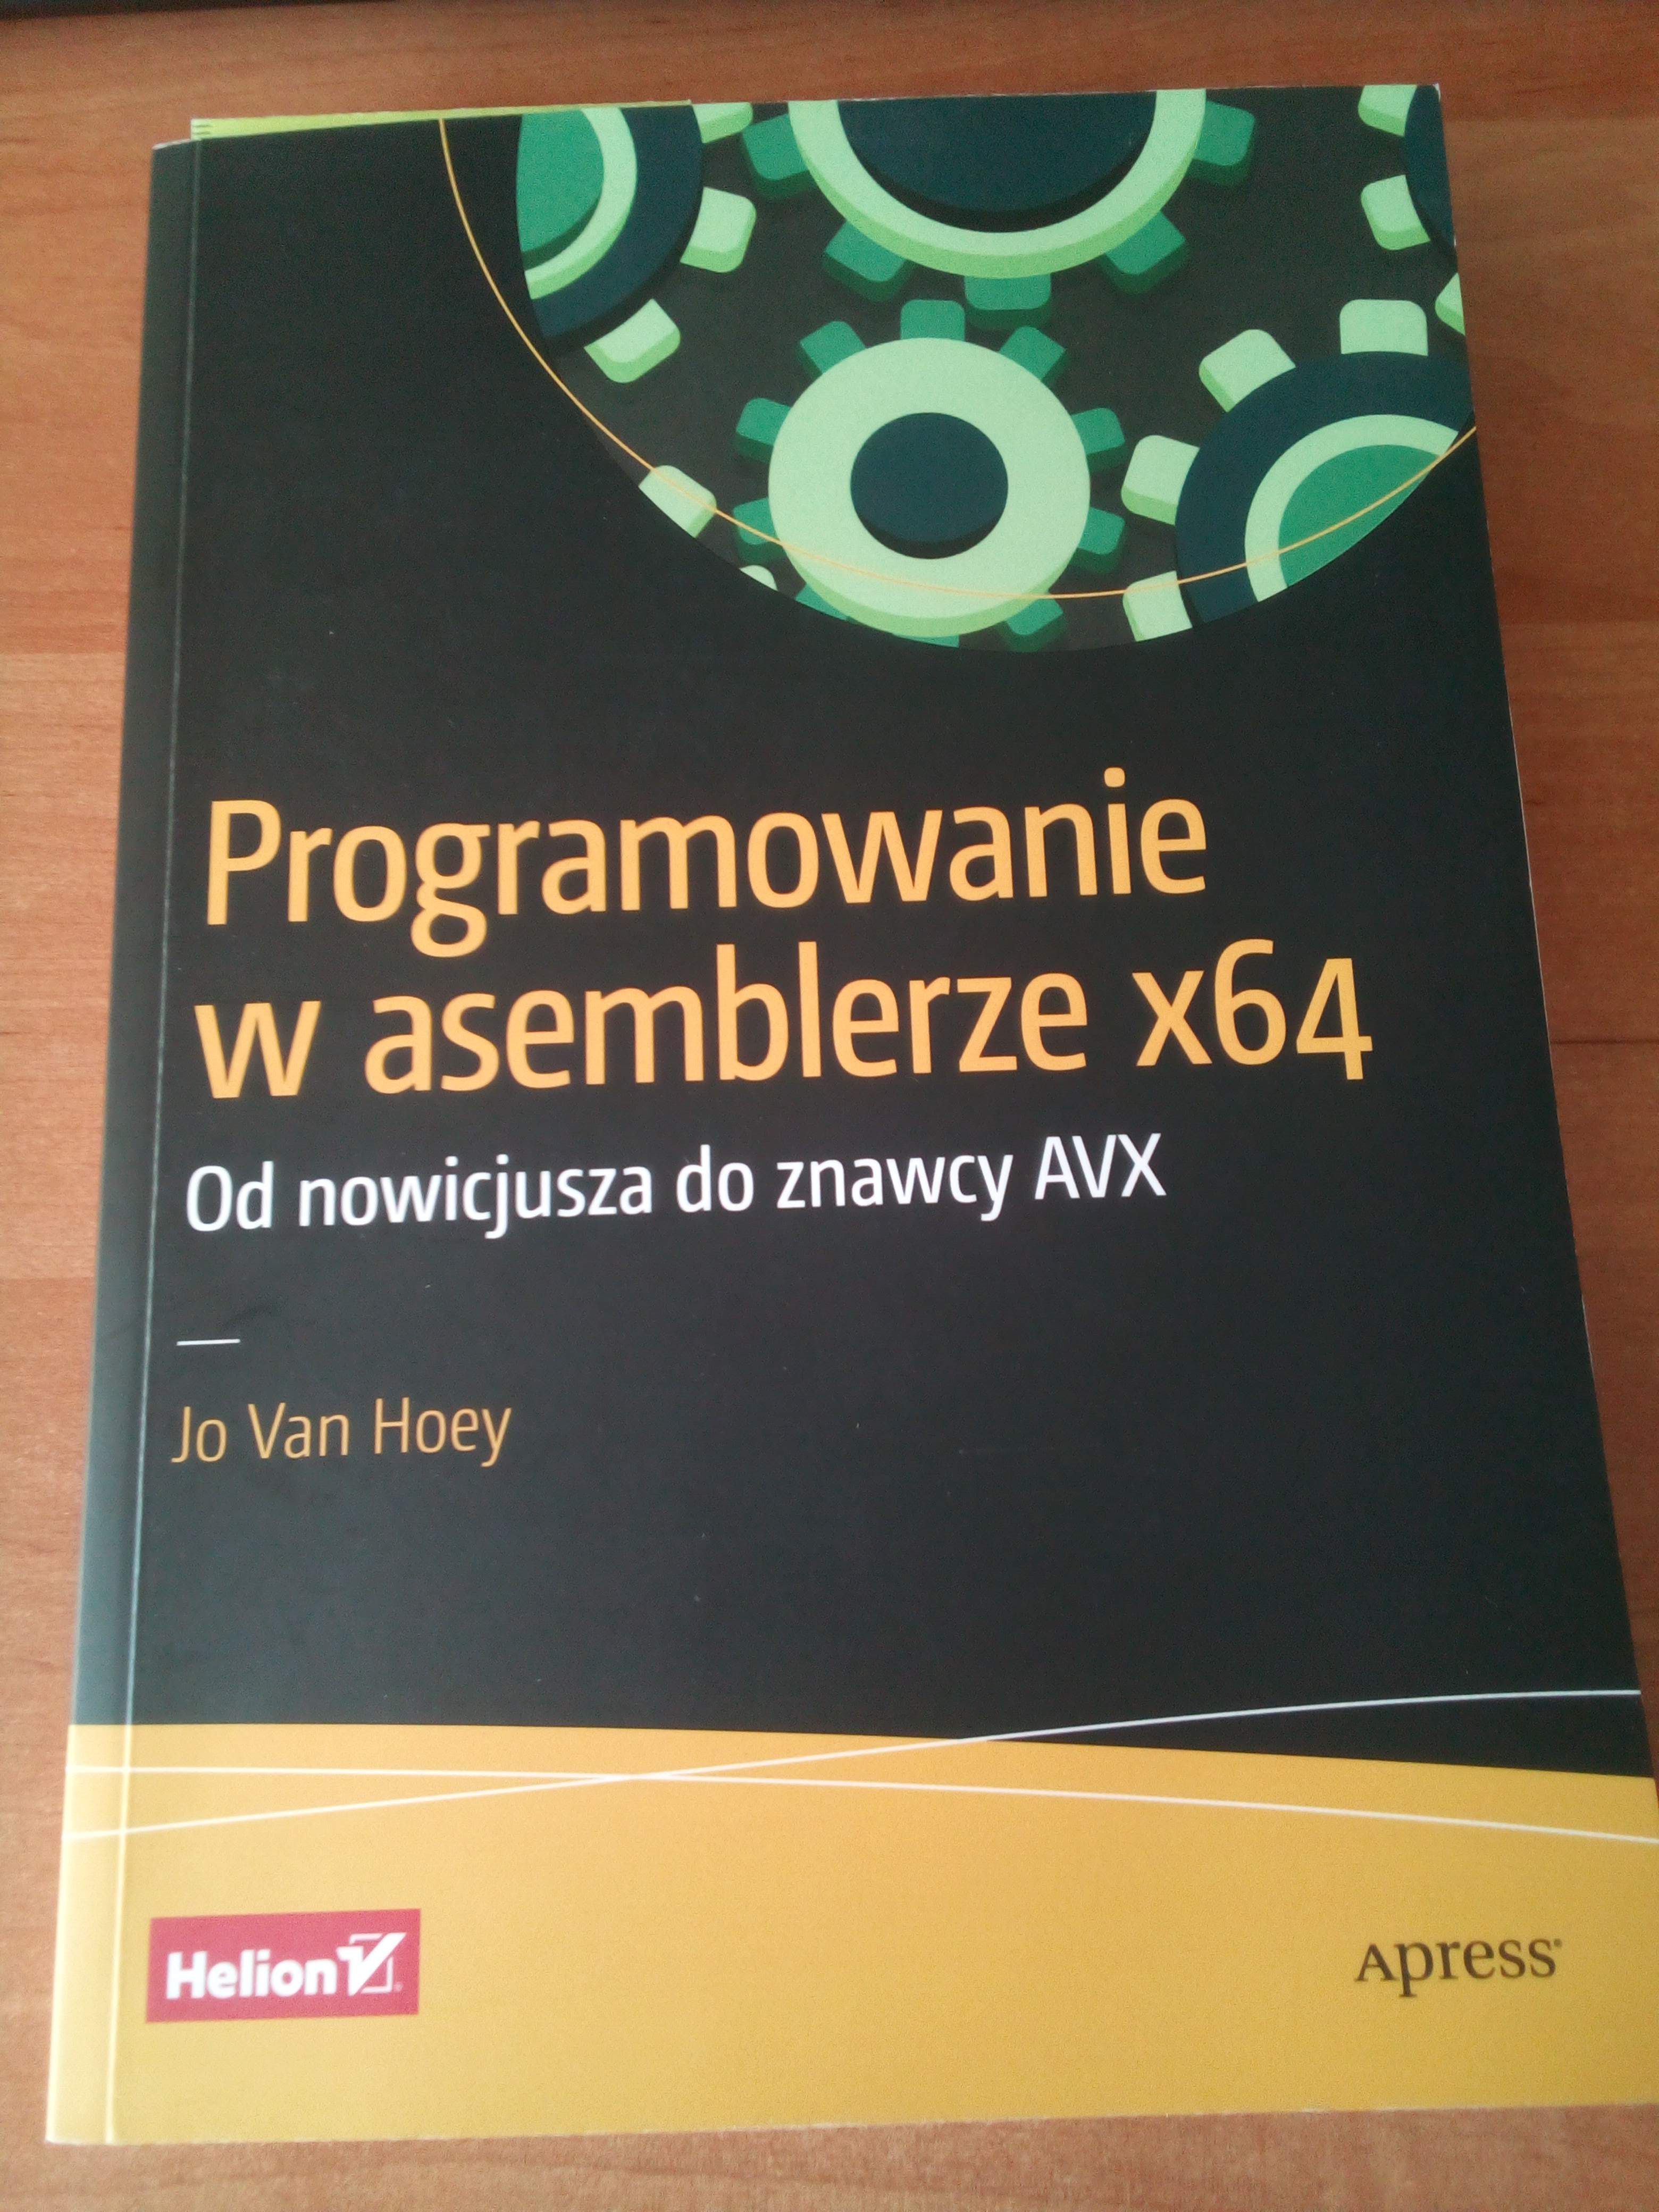 Programowanie
w asemblerze x64
Od nowicjusza do znawcy AVX
Jo Van Hoey
Helion
Apress®